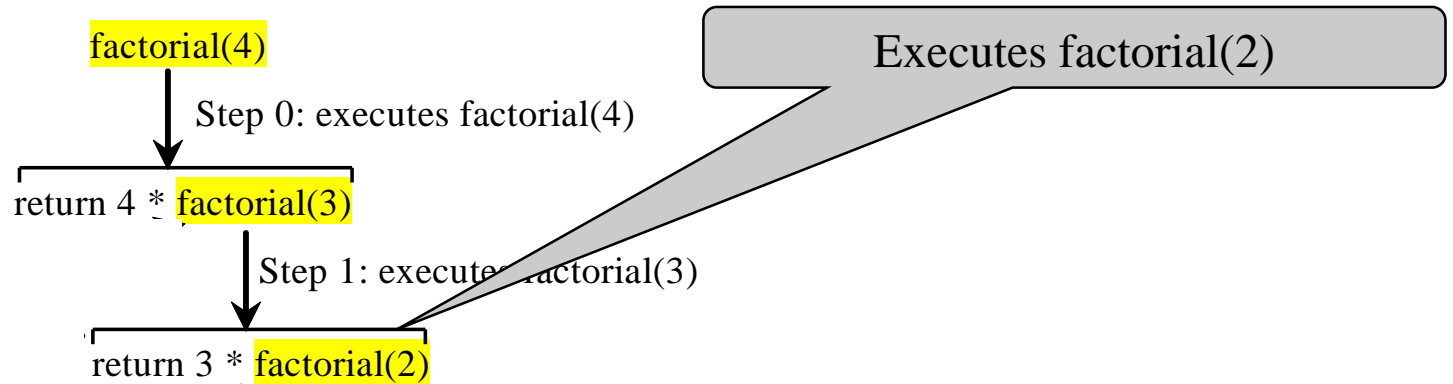 factorial(4)
Executes factorial(2)
Step 0: executes factorial(4)
return 4 * factorial(3)
Step 1: executes factorial(3)
return 3 * factorial(2)